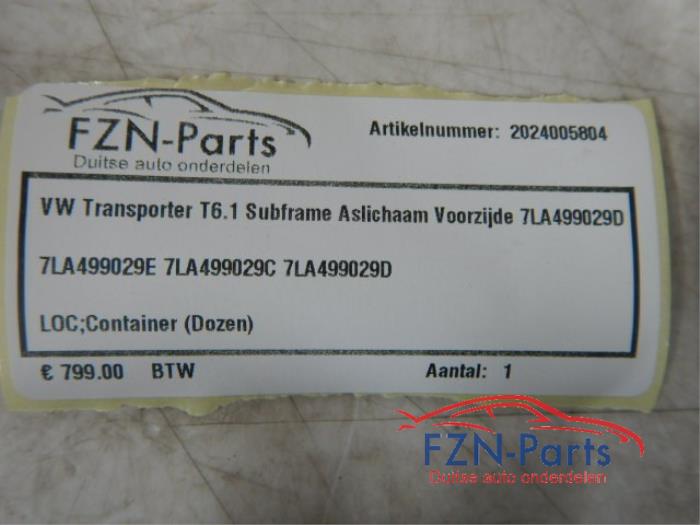 FZN-Parts
Duitse auto onderdelen
Artikelnummer: 2024005804
VW Transporter T6.1 Subframe Aslichaam Voorzijde 7LA499029D
7LA499029E 7LA499029C 7LA499029D
LOC;Container (Dozen)
€ 799.00 BTW Aantal: 1
FZN-Parts
Duitse auto onderdelen